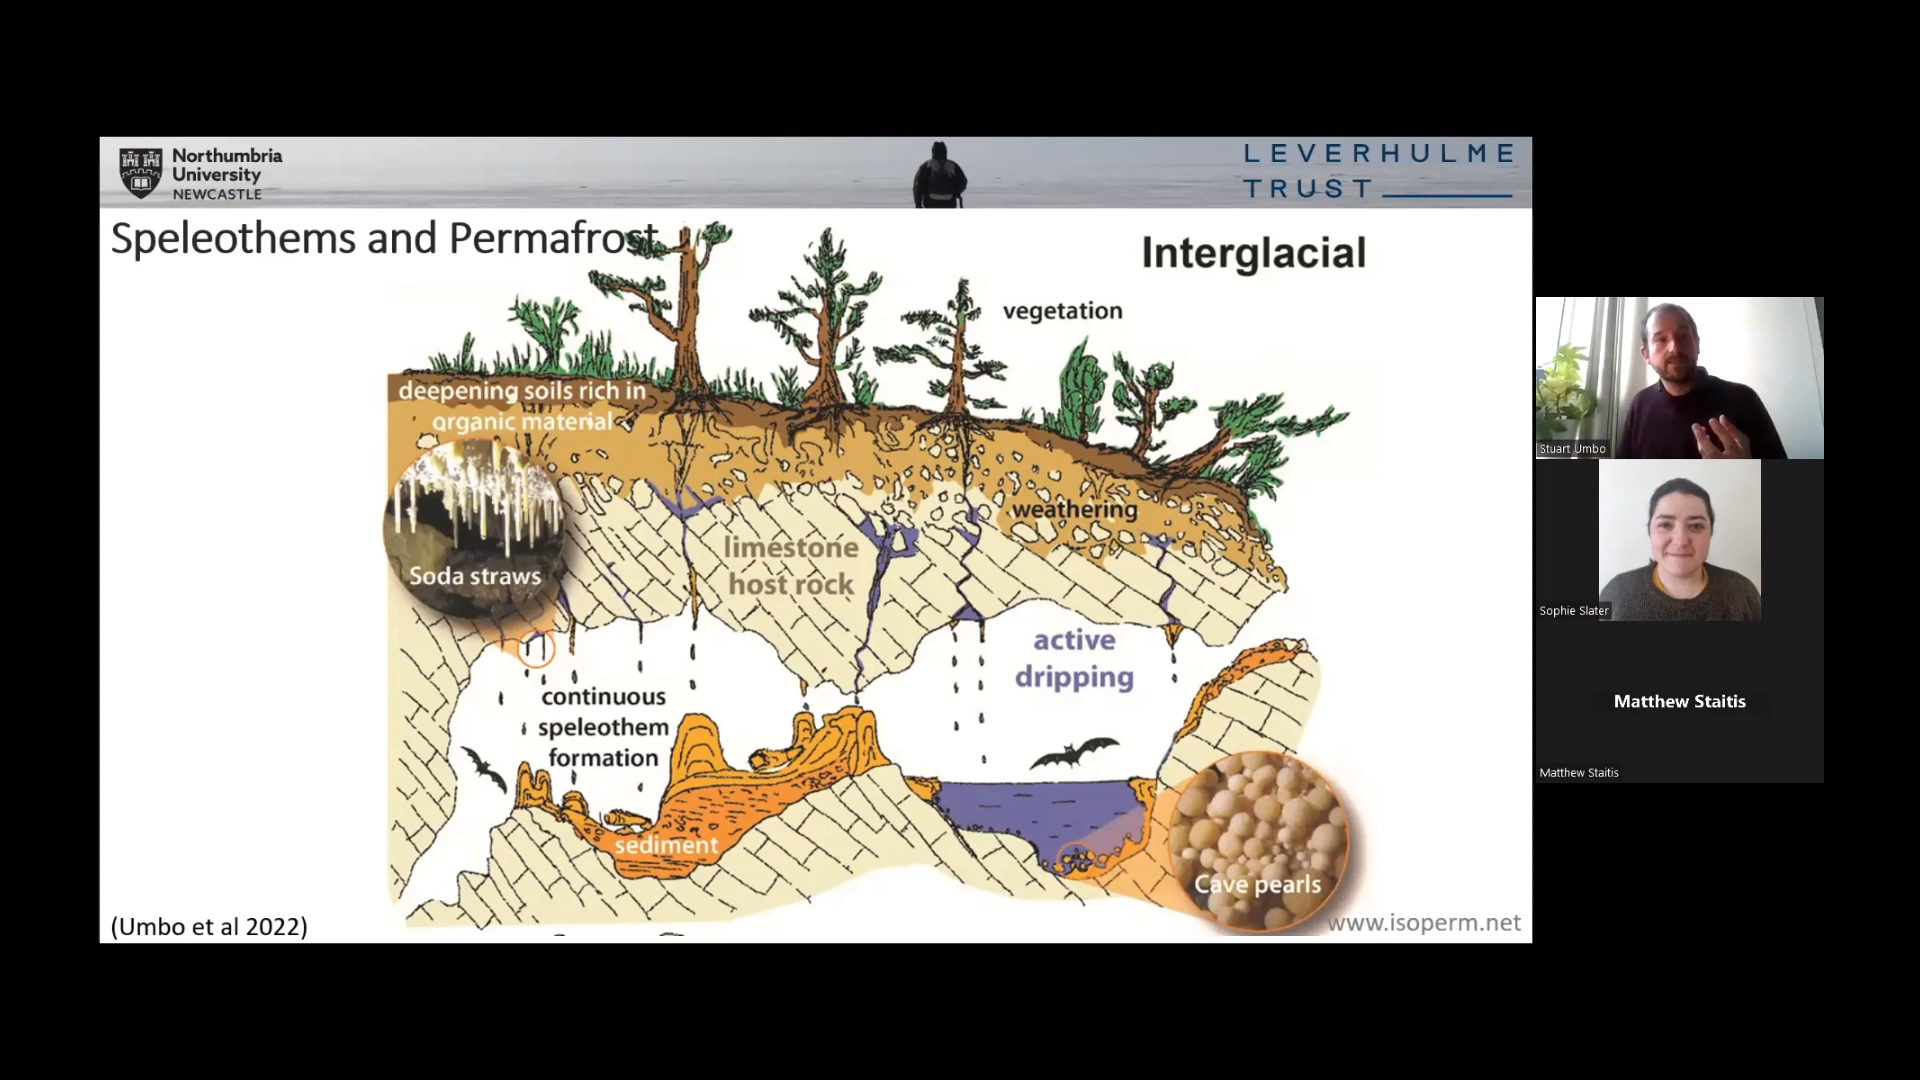 Northumbria
University
NEWCASTLE
LEVERHULME
TRUST
Speleothems and Permafrost
Interglacial
vegetation
deepening soils rich in
organic material
weathering
limestone
host rock
Soda straws
active
dripping
continuous
speleothem
formation
sediment
Cave pearls
(Umbo et al 2022)
www.isoperm.net
Stuart Umbo
Sophie Slater
Matthew Staitis
Matthew Staitis